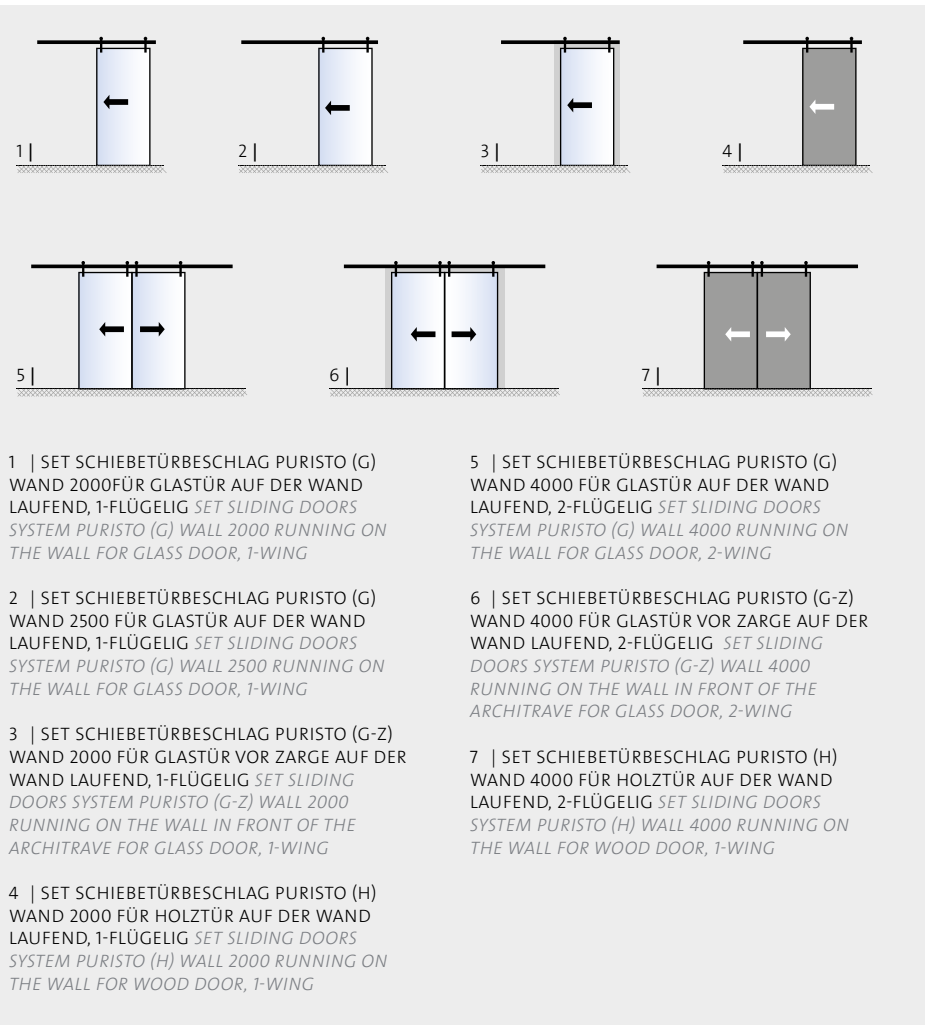 1 |
2 |
3 |
4 |
5 |
6 |
7 |
1 | SET SCHIEBETÜRBESCHLAG PURISTO (G)
WAND 2000FÜR GLASTÜR AUF DER WAND
LAUFEND, 1-FLÜGELIG SET SLIDING DOORS
SYSTEM PURISTO (G) WALL 2000 RUNNING ON
THE WALL FOR GLASS DOOR, 1-WING
2 | SET SCHIEBETÜRBESCHLAG PURISTO (G)
WAND 2500 FÜR GLASTÜR AUF DER WAND
LAUFEND, 1-FLÜGELIG SET SLIDING DOORS
SYSTEM PURISTO (G) WALL 2500 RUNNING ON
THE WALL FOR GLASS DOOR, 1-WING
3 | SET SCHIEBETÜRBESCHLAG PURISTO (G-Z)
WAND 2000 FÜR GLASTÜR VOR ZARGE AUF DER
WAND LAUFEND, 1-FLÜGELIG SET SLIDING
DOORS SYSTEM PURISTO (G-Z) WALL 2000
RUNNING ON THE WALL IN FRONT OF THE
ARCHITRAVE FOR GLASS DOOR, 1-WING
4 | SET SCHIEBETÜRBESCHLAG PURISTO (H)
WAND 2000 FÜR HOLZTÜR AUF DER WAND
LAUFEND, 1-FLÜGELIG SET SLIDING DOORS
SYSTEM PURISTO (H) WALL 2000 RUNNING ON
THE WALL FOR WOOD DOOR, 1-WING
5 | SET SCHIEBETÜRBESCHLAG PURISTO (G)
WAND 4000 FÜR GLASTÜR AUF DER WAND
LAUFEND, 2-FLÜGELIG SET SLIDING DOORS
SYSTEM PURISTO (G) WALL 4000 RUNNING ON
THE WALL FOR GLASS DOOR, 2-WING
6 | SET SCHIEBETÜRBESCHLAG PURISTO (G-Z)
WAND 4000 FÜR GLASTÜR VOR ZARGE AUF DER
WAND LAUFEND, 2-FLÜGELIG SET SLIDING
DOORS SYSTEM PURISTO (G-Z) WALL 4000
RUNNING ON THE WALL IN FRONT OF THE
ARCHITRAVE FOR GLASS DOOR, 2-WING
7 | SET SCHIEBETÜRBESCHLAG PURISTO (H)
WAND 4000 FÜR HOLZTÜR AUF DER WAND
LAUFEND, 2-FLÜGELIG SET SLIDING DOORS
SYSTEM PURISTO (H) WALL 4000 RUNNING ON
THE WALL FOR WOOD DOOR, 1-WING